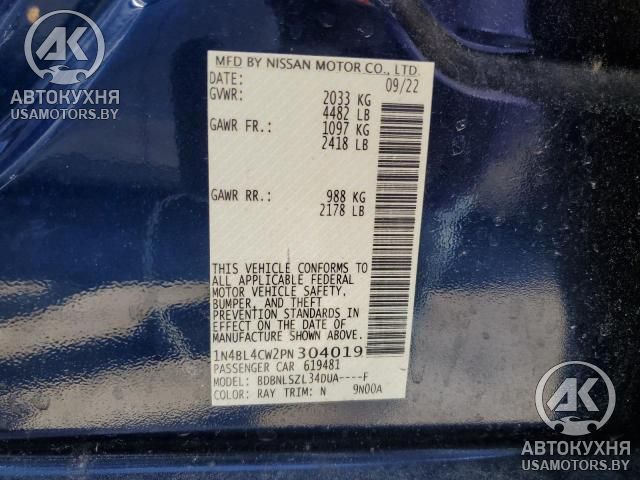 AK
АВТОКУХНЯ
USAMOTORS.BY
MFD BY NISSAN MOTOR CO., LTD.
DATE: 09/22
GVWR: 2033 KG
4482 LB
GAWR FR.: 1097 KG
2418 LB
GAWR RR.: 988 KG
2178 LB
THIS VEHICLE CONFORMS TO
ALL APPLICABLE FEDERAL
MOTOR VEHICLE SAFETY,
BUMPER, AND THEFT
PREVENTION STANDARDS IN
EFFECT ON THE DATE OF
MANUFACTURE SHOWN ABOVE.
1N4BL4CW2PN304019
PASSENGER CAR 619481
MODEL: BDBNLSZL34DUA----F
COLOR: RAY TRIM: N 9N00A
AK
АВТОКУХНЯ
USAMOTORS.BY